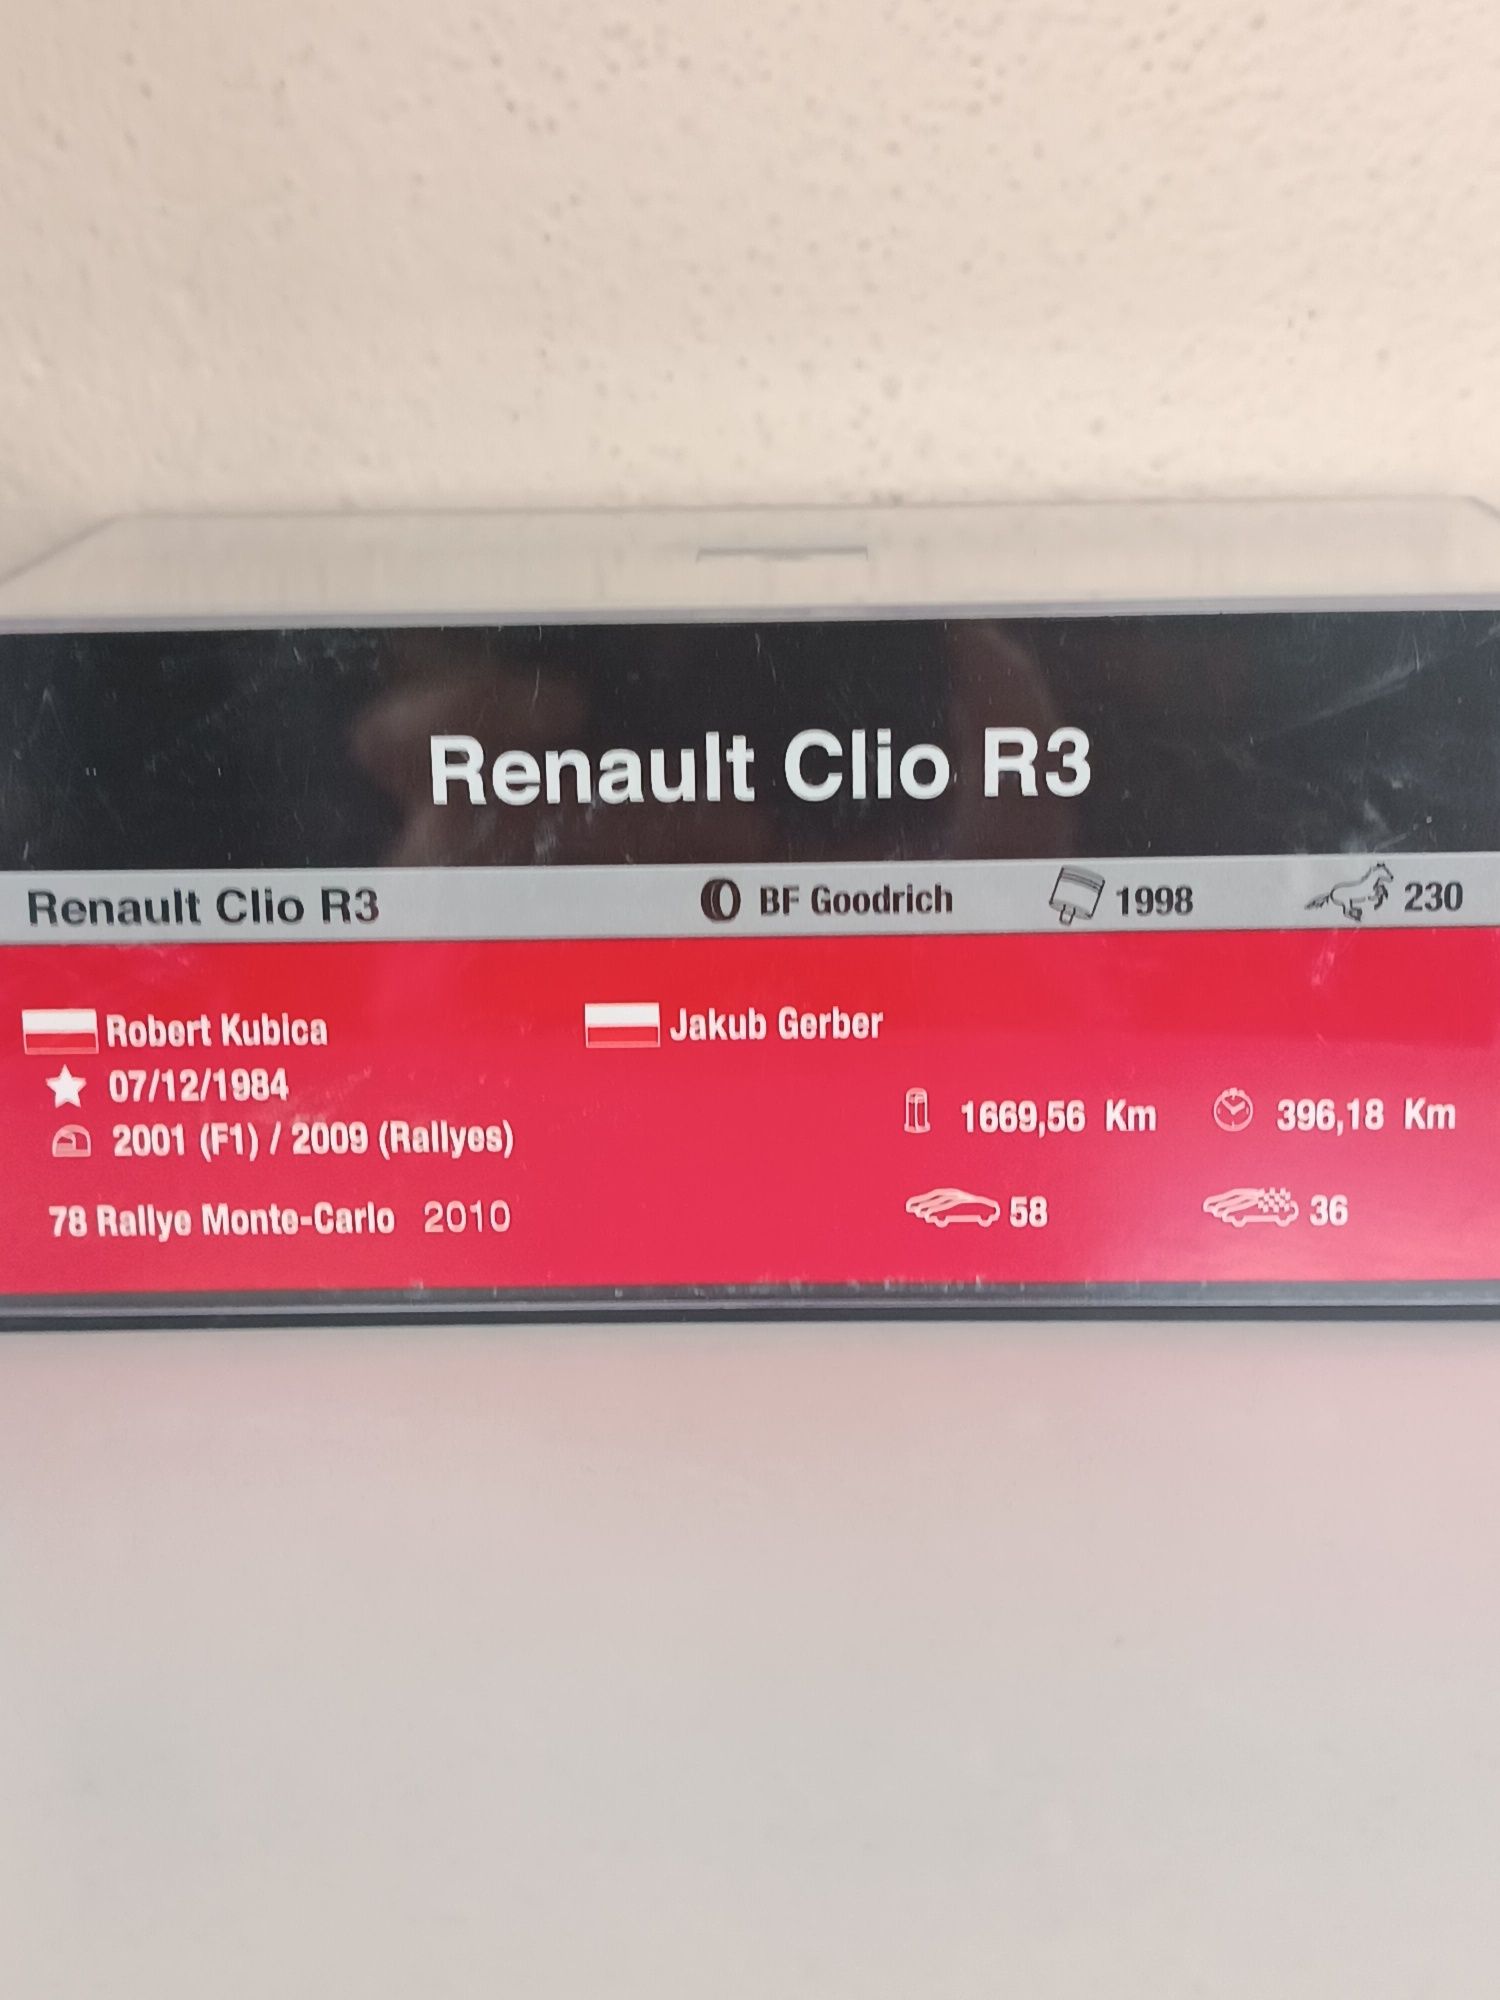 Renault Clio R3
Renault Clio R3 BF Goodrich 1998 230
Robert Kubica Jakub Gerber
07/12/1984
2001 (F1) / 2009 (Rallyes)
1669,56 Km 396,18 Km
78 Rallye Monte-Carlo 2010 58 36